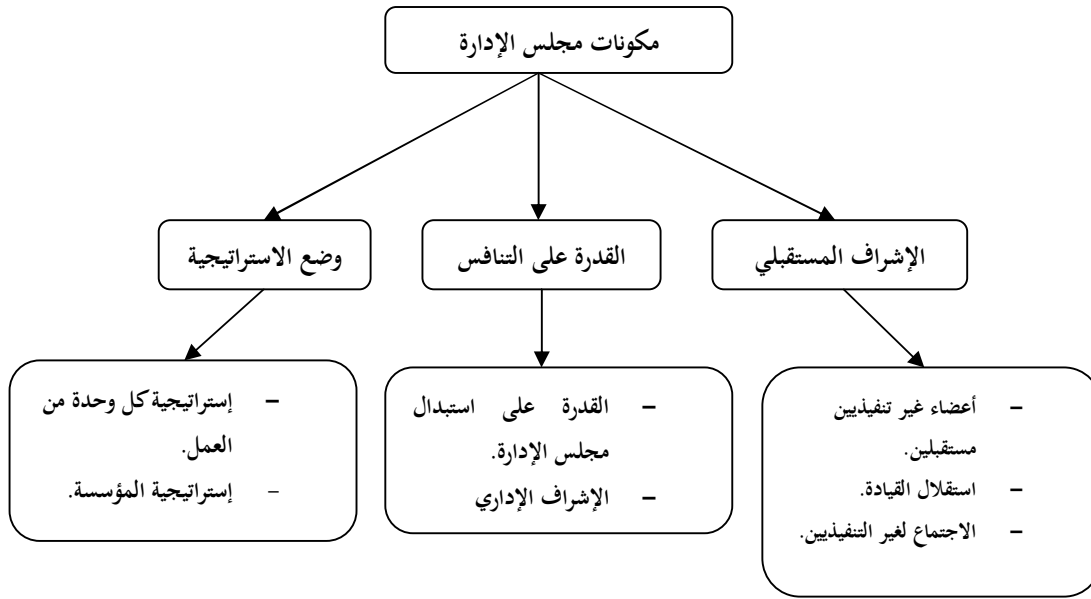 مكونات مجلس الإدارة
الإشراف المستقبلي
القدرة على التنافس
وضع الاستراتيجية
– أعضاء غير تنفيذيين
مستقبلين.
– استقلال القيادة.
– الاجتماع لغير التنفيذيين.
– القدرة على استبدال
مجلس الإدارة.
– الإشراف الإداري
– إستراتيجية كل وحدة من
العمل.
– إستراتيجية المؤسسة.